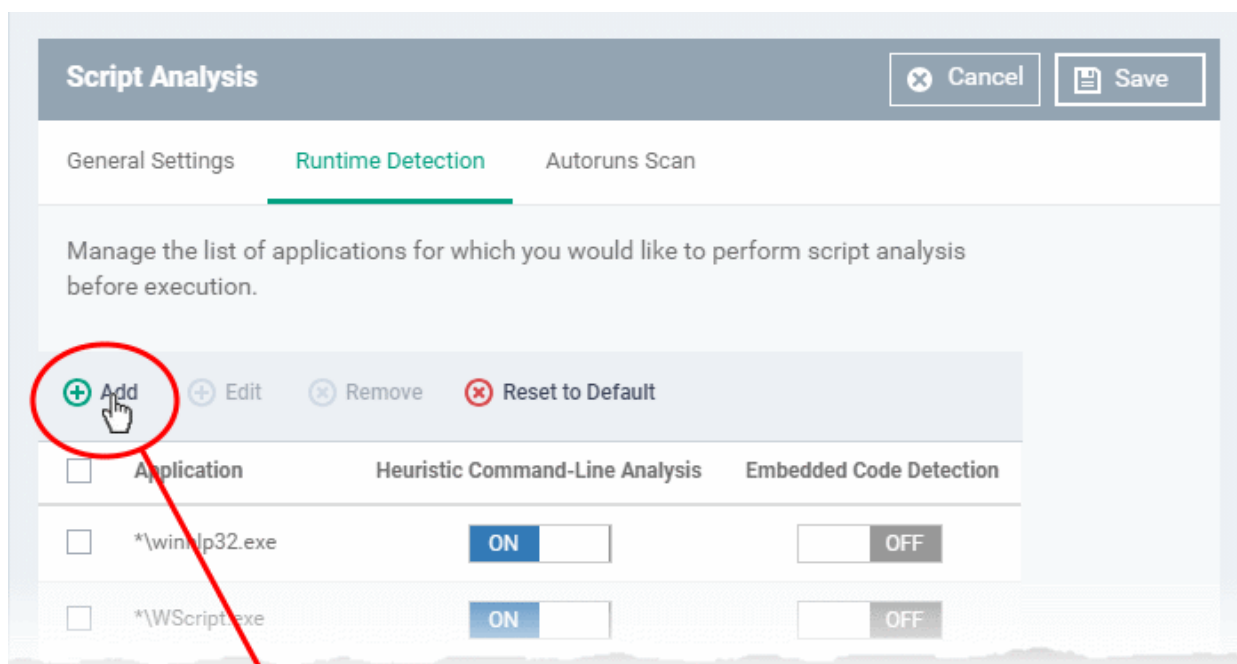 Script Analysis Cancel Save
General Settings Runtime Detection Autoruns Scan
Manage the list of applications for which you would like to perform script analysis
before execution.
Add Edit Remove Reset to Default
Application Heuristic Command-Line Analysis Embedded Code Detection
*\winhlp32.exe ON OFF
*\WScript.exe ON OFF